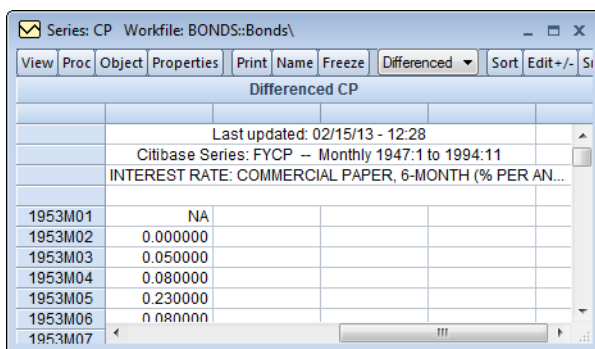 Series: CP Workfile: BONDS::Bonds\
View Proc Object Properties Print Name Freeze Differenced Sort Edit+/-
Differenced CP
Last updated: 02/15/13 - 12:28
Citibase Series: FYCP -- Monthly 1947:1 to 1994:11
INTEREST RATE: COMMERCIAL PAPER, 6-MONTH (% PER AN...
1953M01 NA
1953M02 0.000000
1953M03 0.050000
1953M04 0.080000
1953M05 0.230000
1953M06 0.080000
1953M07